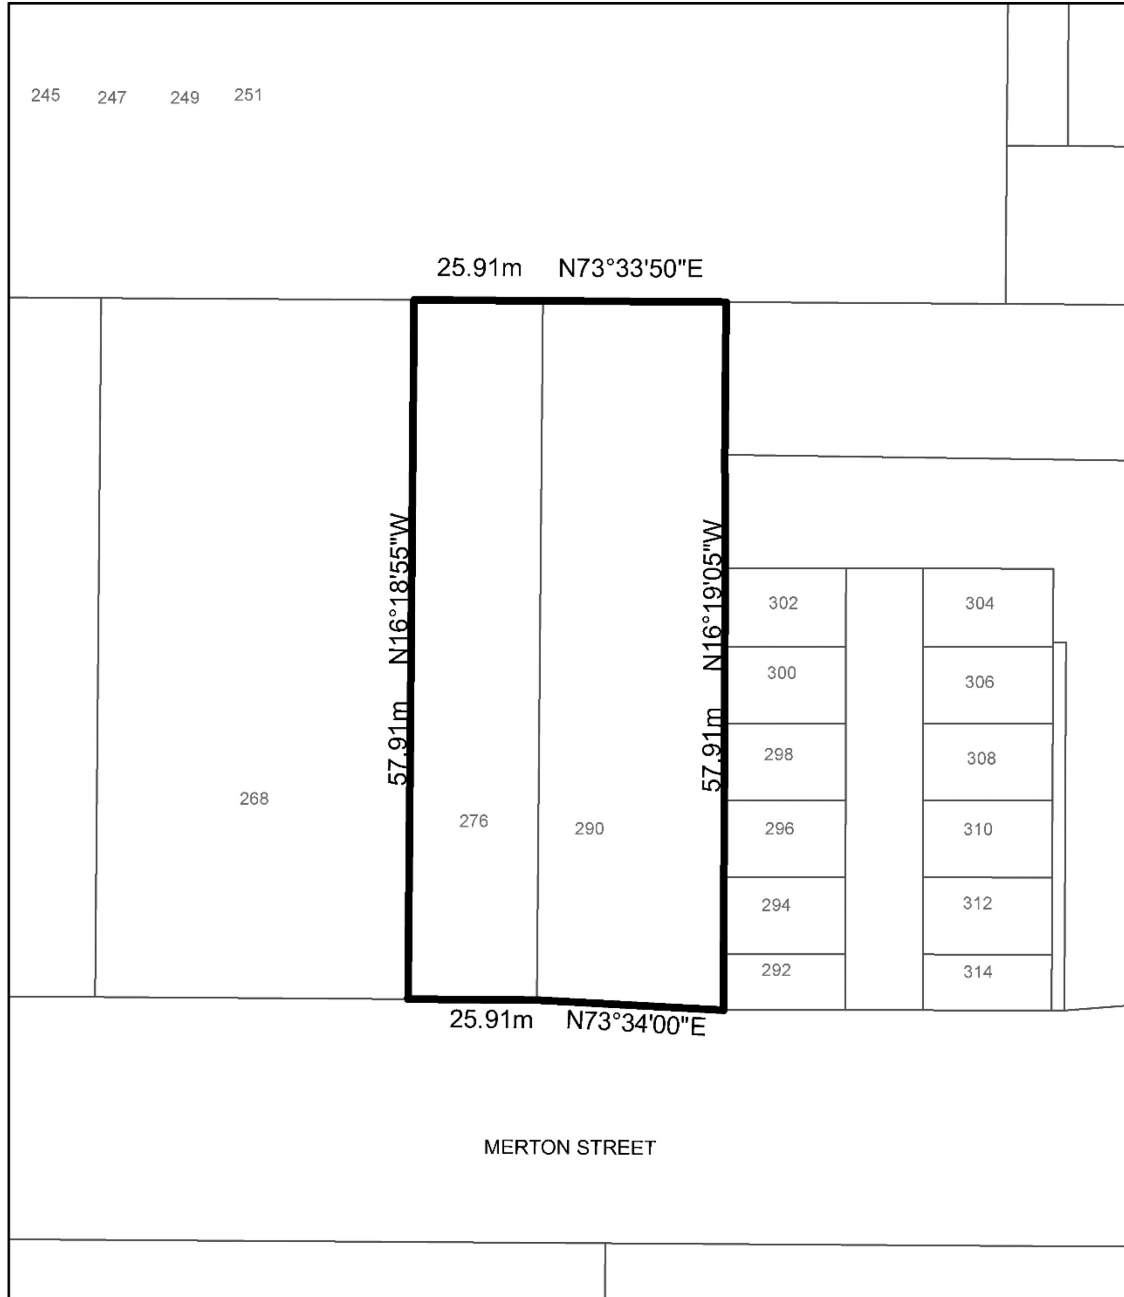 245 247 249 251
25.91m N73°33'50"E
57.91m N16°18'55"W
57.91m N16°19'05"W
302 304
300 306
298 308
268 276 290 296 310
294 312
292 314
25.91m N73°34'00"E
MERTON STREET